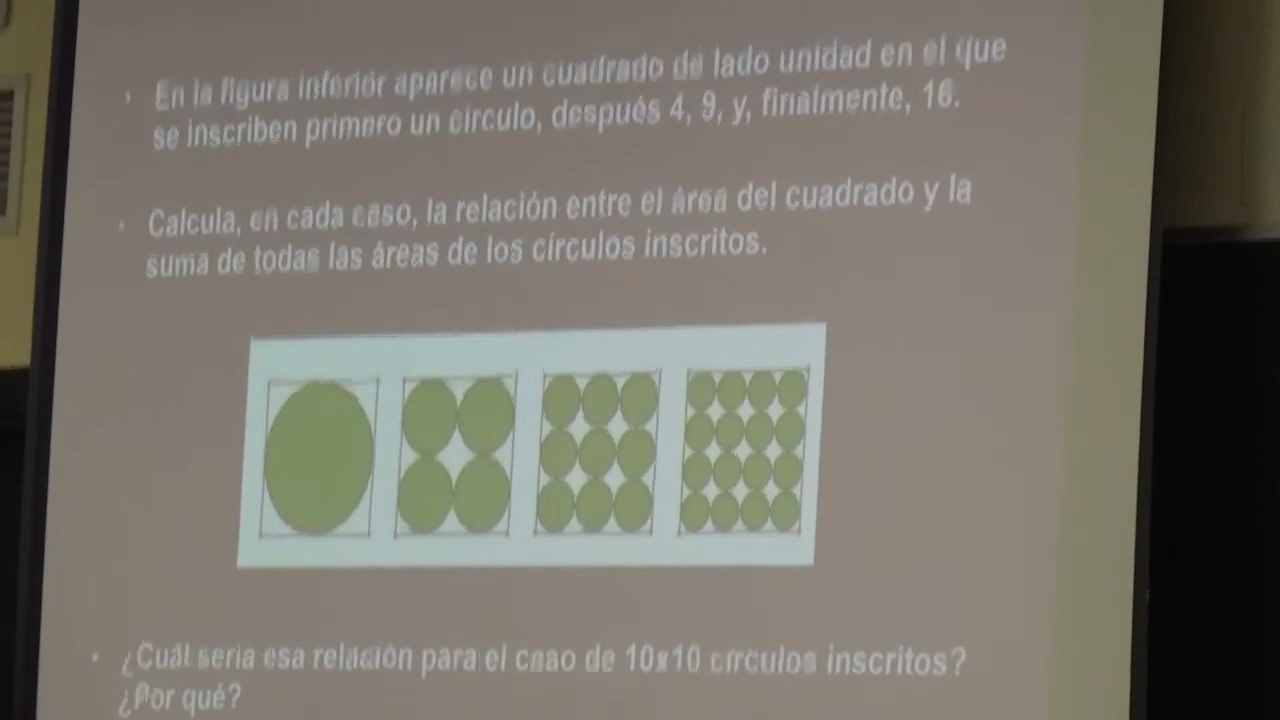 En la figura inferior aparece un cuadrado de lado unidad en el que
se inscriben primero un círculo, después 4, 9, y, finalmente, 16.
Calcula, en cada caso, la relación entre el área del cuadrado y la
suma de todas las áreas de los círculos inscritos.
¿Cuál seria esa relación para el caso de 10x10 círculos inscritos?
¿Por qué?